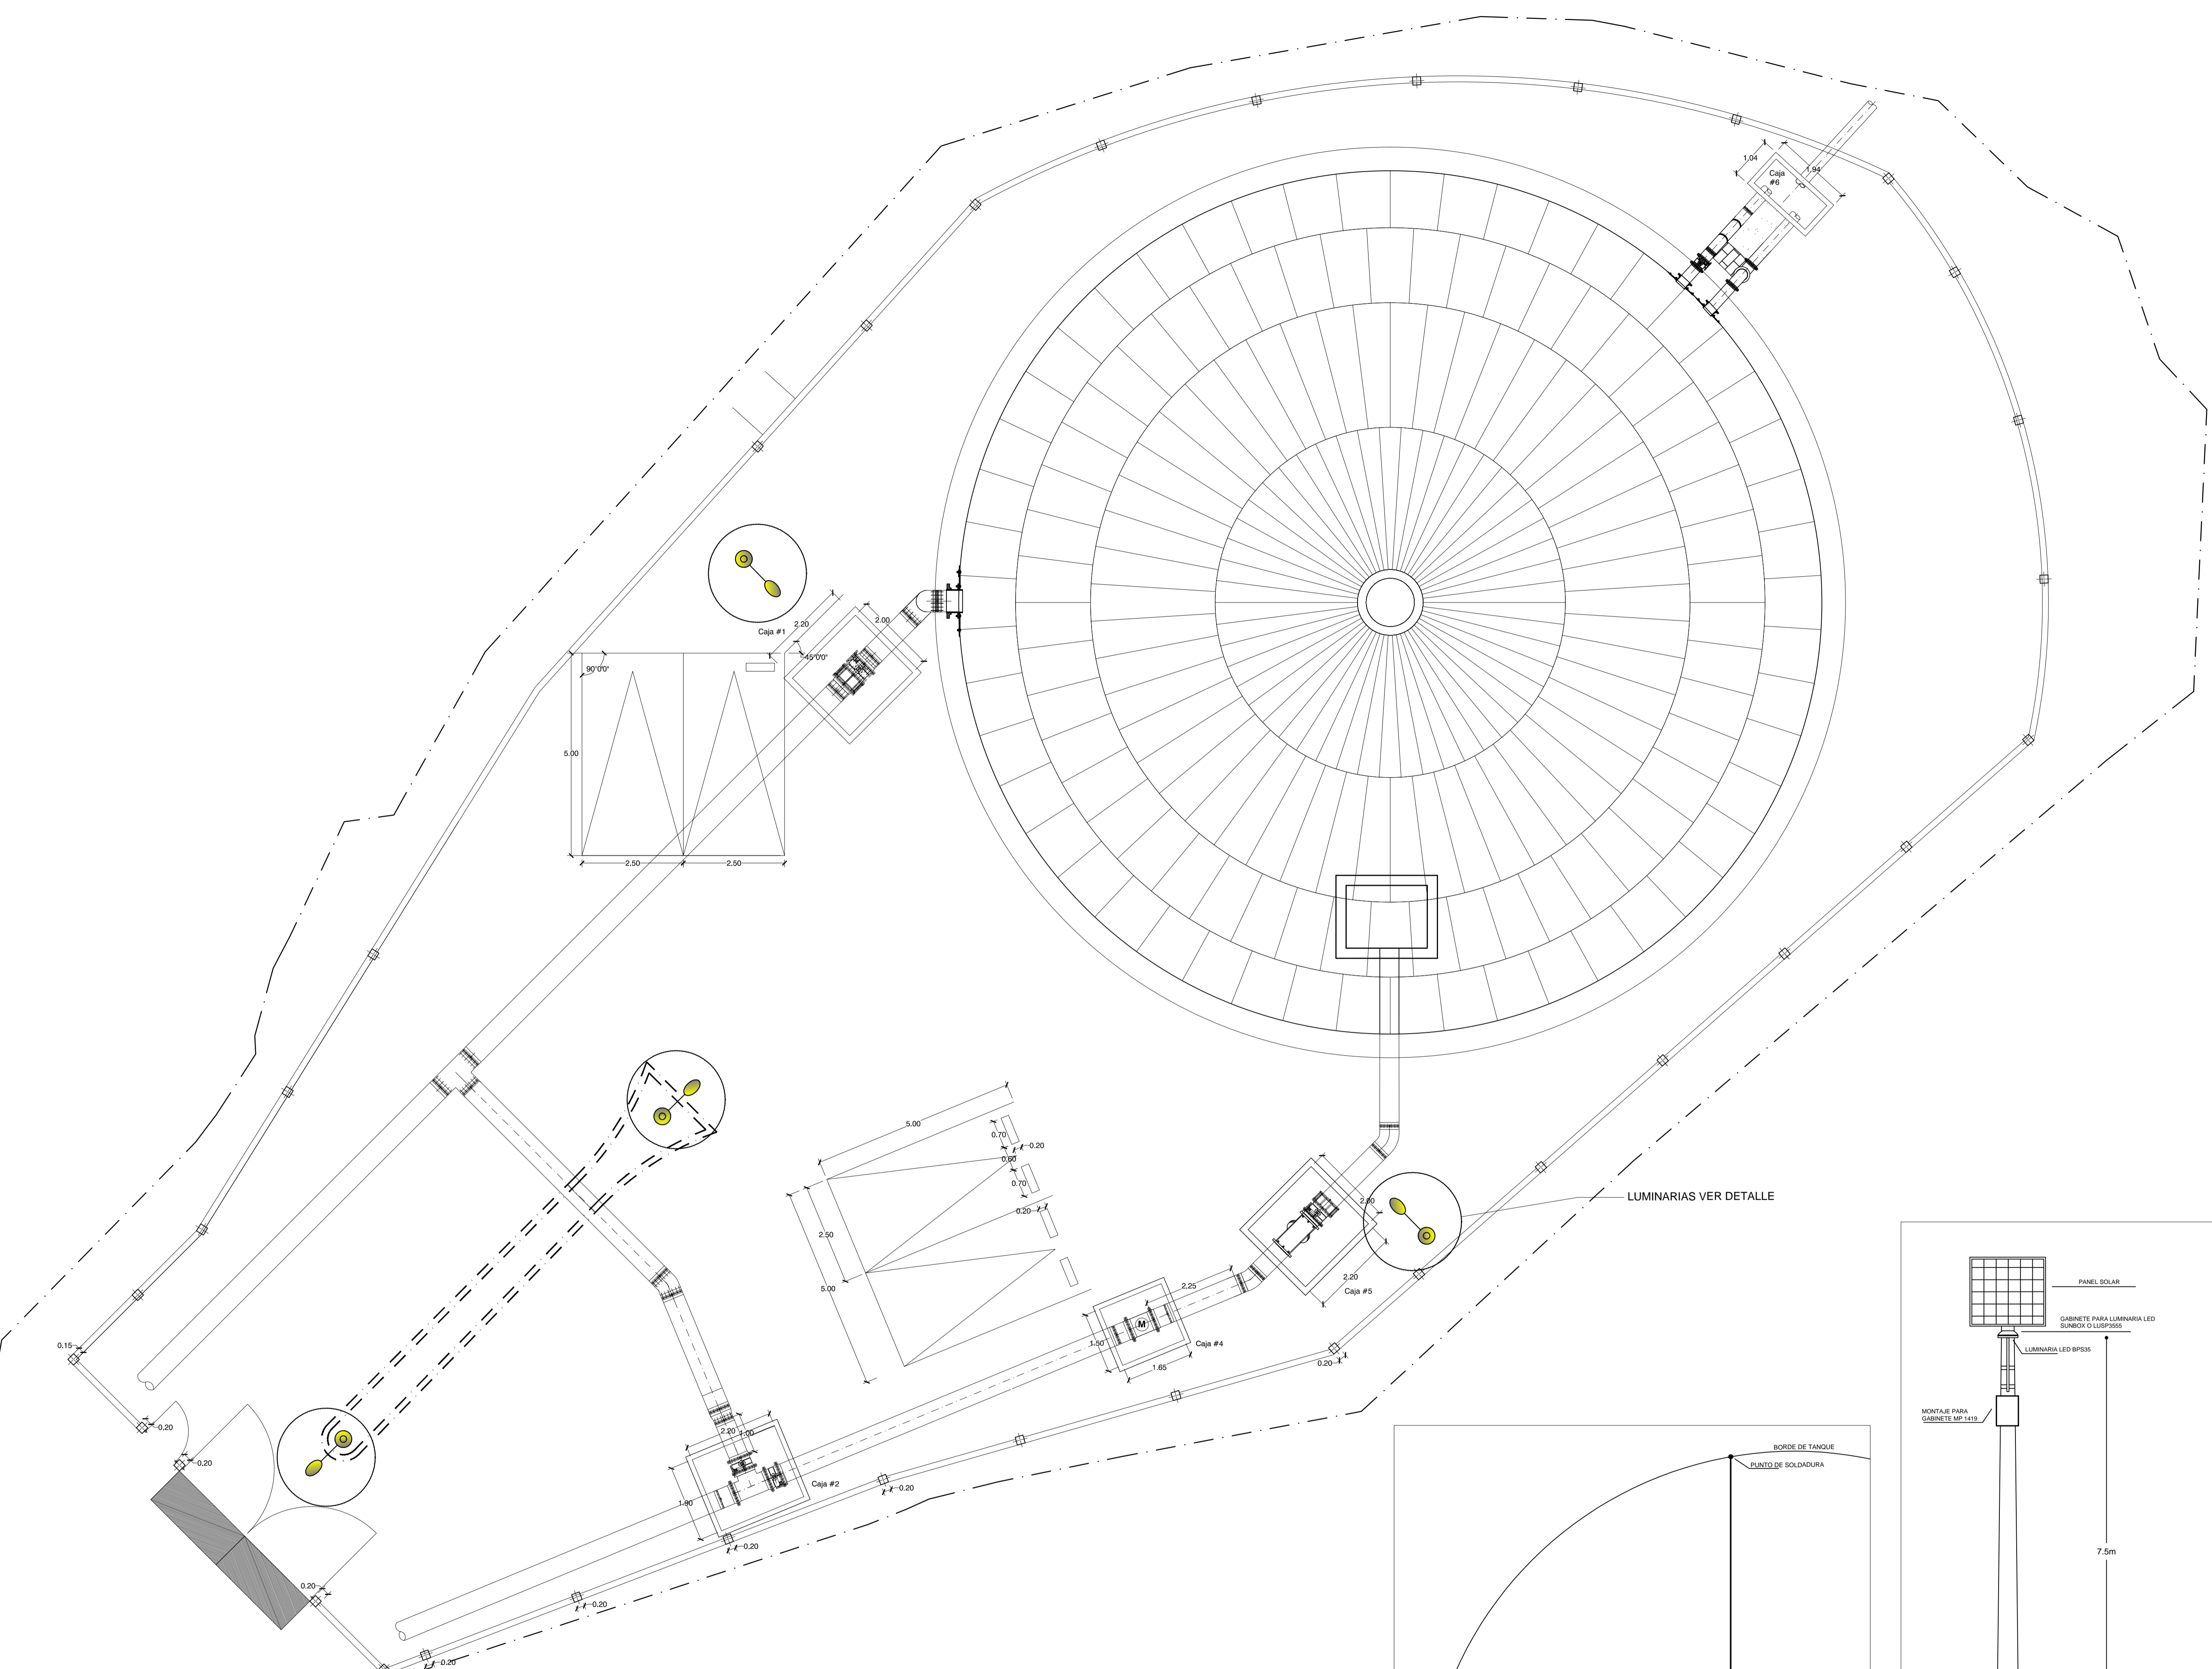 1.04
1.94
Caja
#6
2.20
2.00
Caja #1
45°0'0"
90°0'0"
5.00
2.50
2.50
5.00
0.70
0.20
0.60
0.70
0.20
2.50
5.00
2.00
LUMINARIAS VER DETALLE
2.20
Caja #5
2.25
M
1.50
Caja #4
1.65
0.20
0.15
0.20
0.20
2.20
1.00
Caja #2
1.90
0.20
0.20
0.20
0.20
0.20
PANEL SOLAR
GABINETE PARA LUMINARIA LED
SUNBOX O LUSP3555
LUMINARIA LED BPS35
MONTAJE PARA
GABINETE MP 1419
BORDE DE TANQUE
PUNTO DE SOLDADURA
7.5m